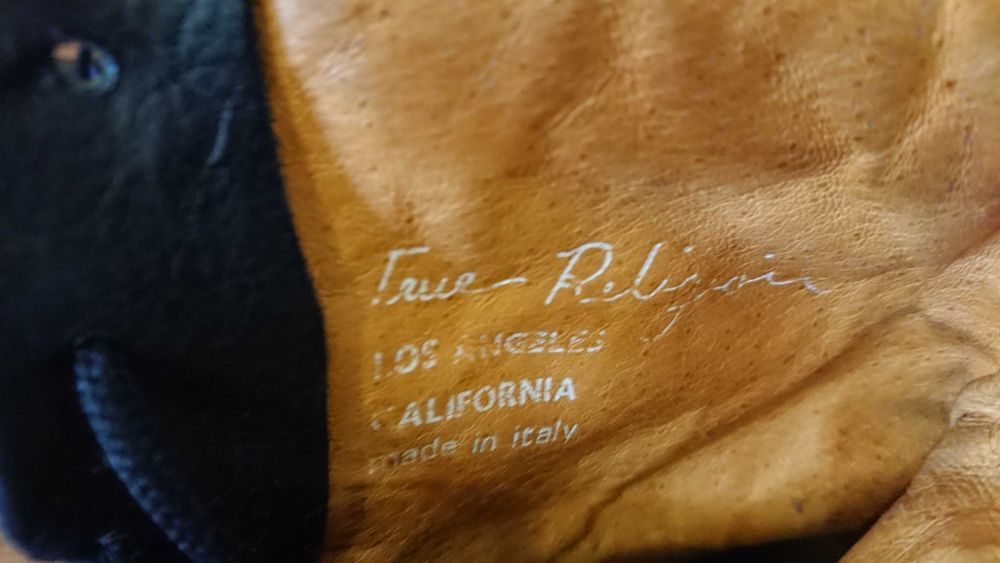 True Religion
LOS ANGELES
CALIFORNIA
made in italy